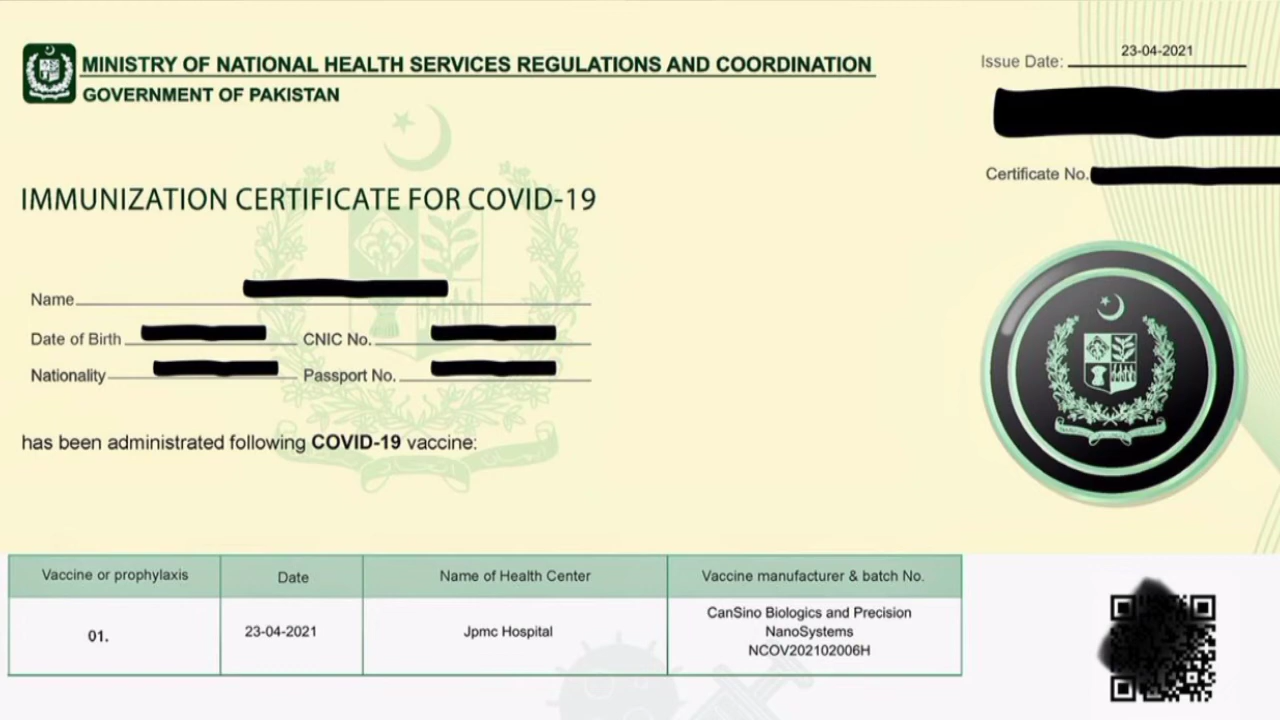 MINISTRY OF NATIONAL HEALTH SERVICES REGULATIONS AND COORDINATION
GOVERNMENT OF PAKISTAN
Issue Date: 23-04-2021
Certificate No.
IMMUNIZATION CERTIFICATE FOR COVID-19
Name
Date of Birth CNIC No.
Nationality Passport No.
has been administrated following COVID-19 vaccine:
Vaccine or prophylaxis Date Name of Health Center Vaccine manufacturer & batch No.
01. 23-04-2021 Jpmc Hospital CanSino Biologics and Precision
NanoSystems
NCOV202102006H